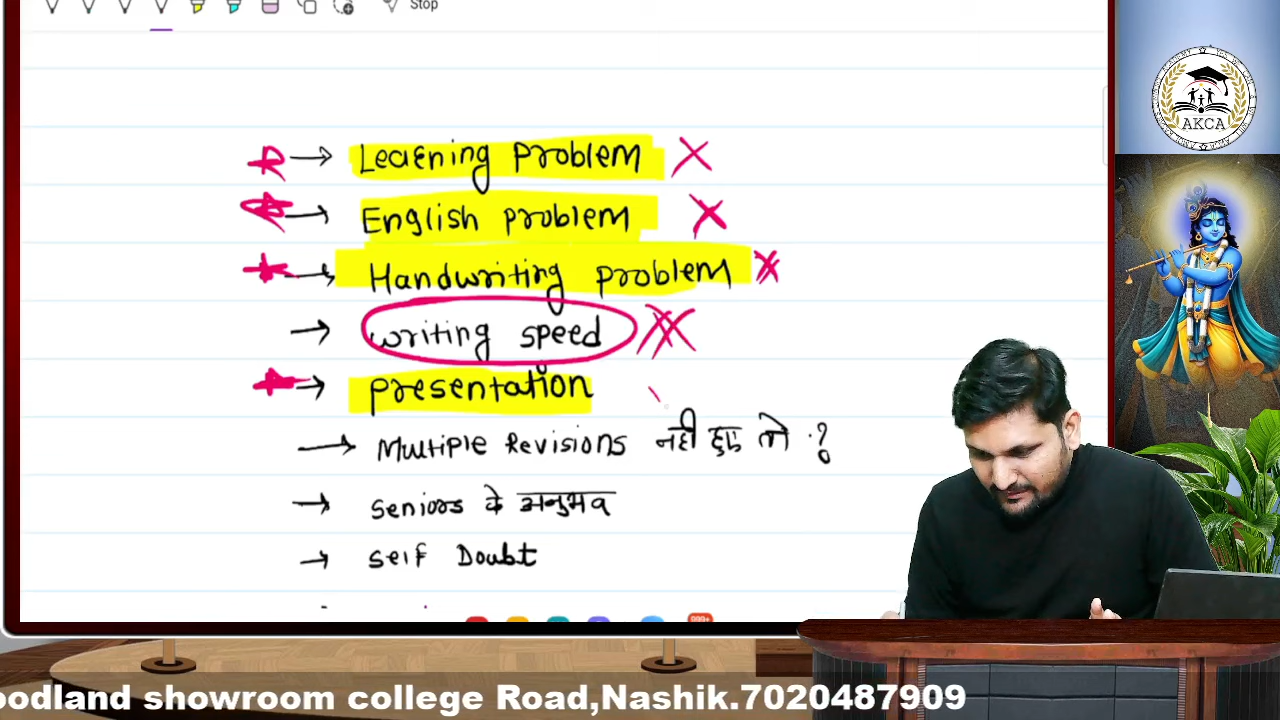 Stop
AKCA
→ Learning problem X
→ English problem X
→ Handwriting problem X
→ writing speed X
→ presentation
→ Multiple Revisions नही हुए तो ?
→ seniors के अनुभव
→ self Doubt
999+
oodland showroom college Road,Nashik.7020487909